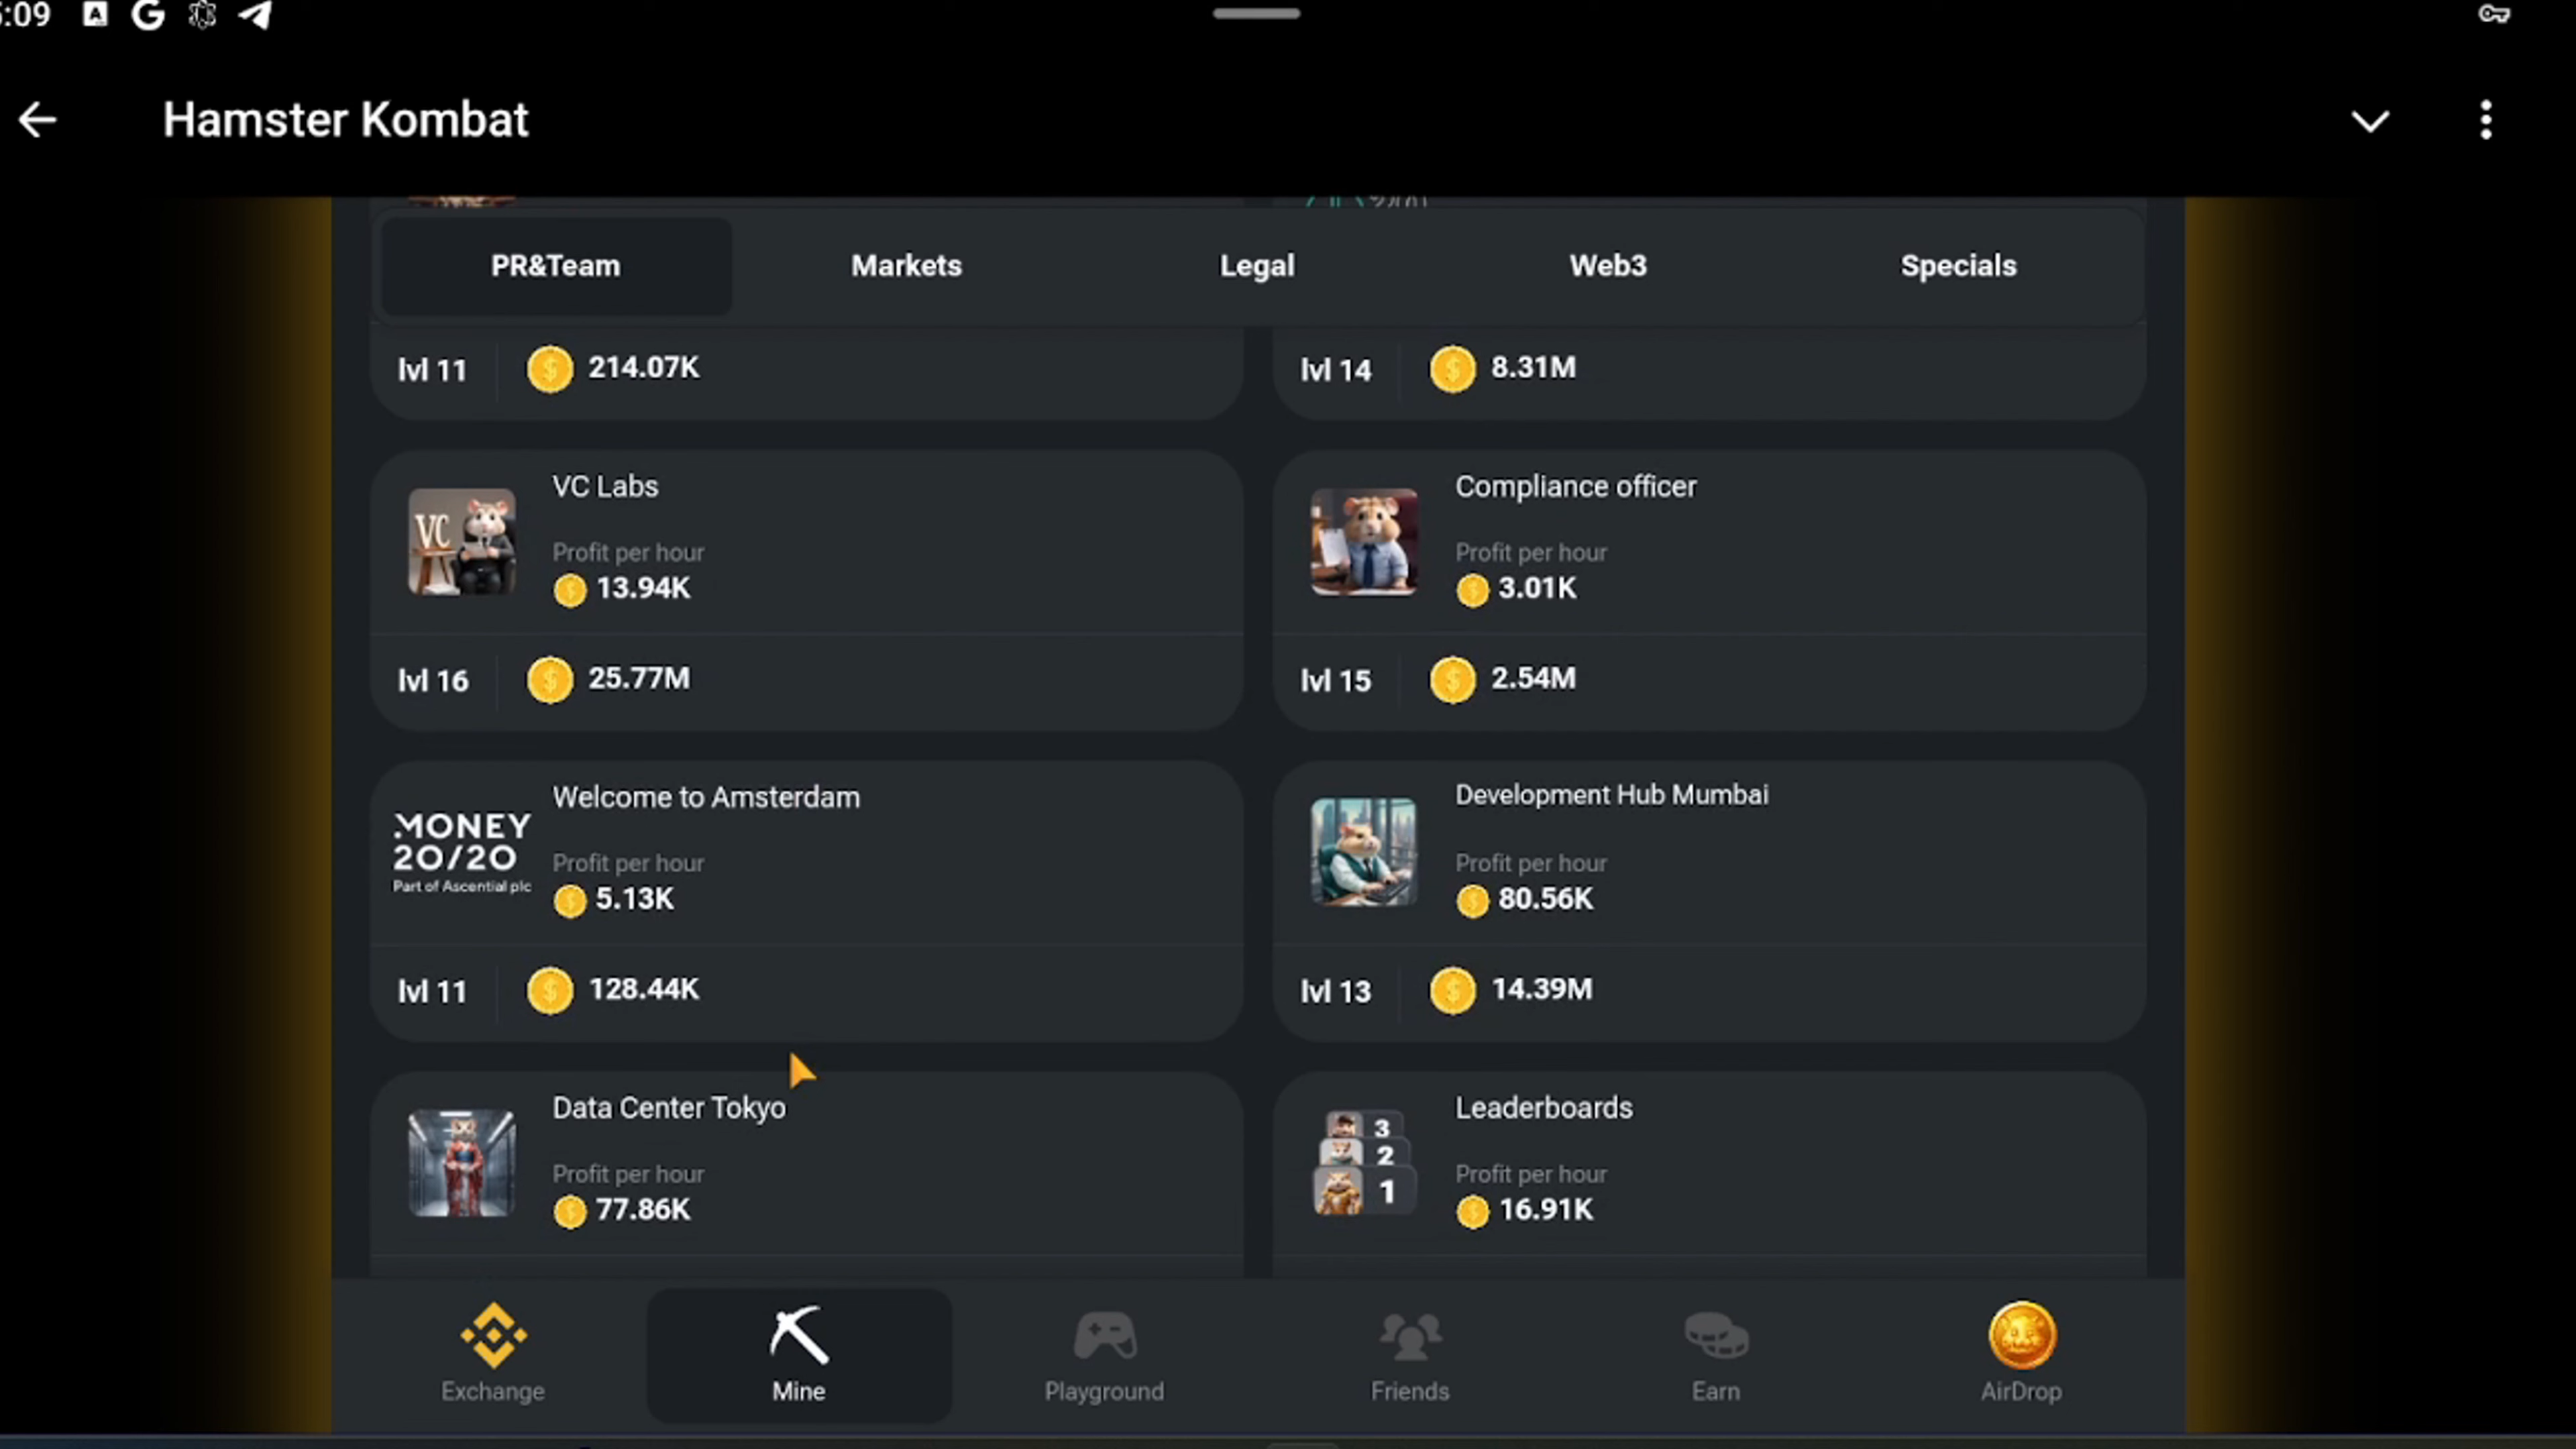 :09
Hamster Kombat
PR&Team
Markets
Legal
Web3
Specials
lvl 11
214.07K
lvl 14
8.31M
VC
VC Labs
Profit per hour
13.94K
lvl 16
25.77M
Compliance officer
Profit per hour
3.01K
lvl 15
2.54M
MONEY
20/20
Part of Ascential plc
Welcome to Amsterdam
Profit per hour
5.13K
lvl 11
128.44K
Development Hub Mumbai
Profit per hour
80.56K
lvl 13
14.39M
Data Center Tokyo
Profit per hour
77.86K
3
2
1
Leaderboards
Profit per hour
16.91K
Exchange
Mine
Playground
Friends
Earn
AirDrop